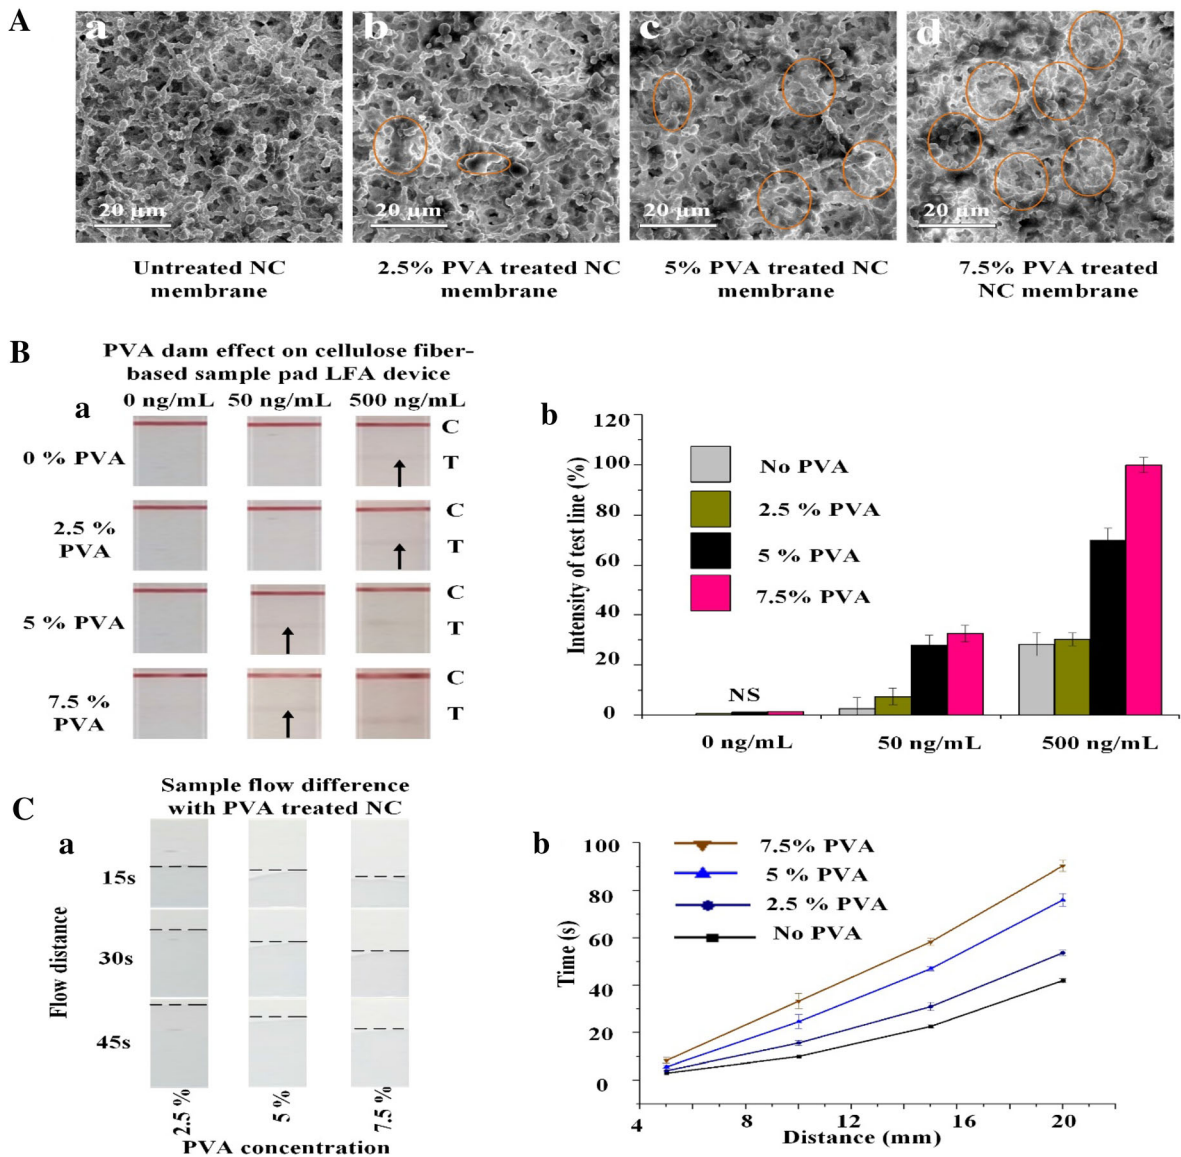 A
a
b
c
d
20 μm
20 μm
20 μm
20 μm
Untreated NC
membrane
2.5% PVA treated NC
membrane
5% PVA treated NC
membrane
7.5% PVA treated
NC membrane
B
PVA dam effect on cellulose fiber-
based sample pad LFA device
a
0 ng/mL 50 ng/mL 500 ng/mL
0 % PVA
C
T
2.5 %
PVA
C
T
5 % PVA
C
T
7.5 %
PVA
C
T
b
Intensity of test line (%)
120
100
80
60
40
20
0
No PVA
2.5 % PVA
5 % PVA
7.5% PVA
NS
0 ng/mL
50 ng/mL
500 ng/mL
C
Sample flow difference
with PVA treated NC
a
Flow distance
15s
30s
45s
2.5 %
5 %
7.5 %
PVA concentration
b
Time (s)
100
80
60
40
20
0
7.5% PVA
5 % PVA
2.5 % PVA
No PVA
4
8
12
16
20
Distance (mm)